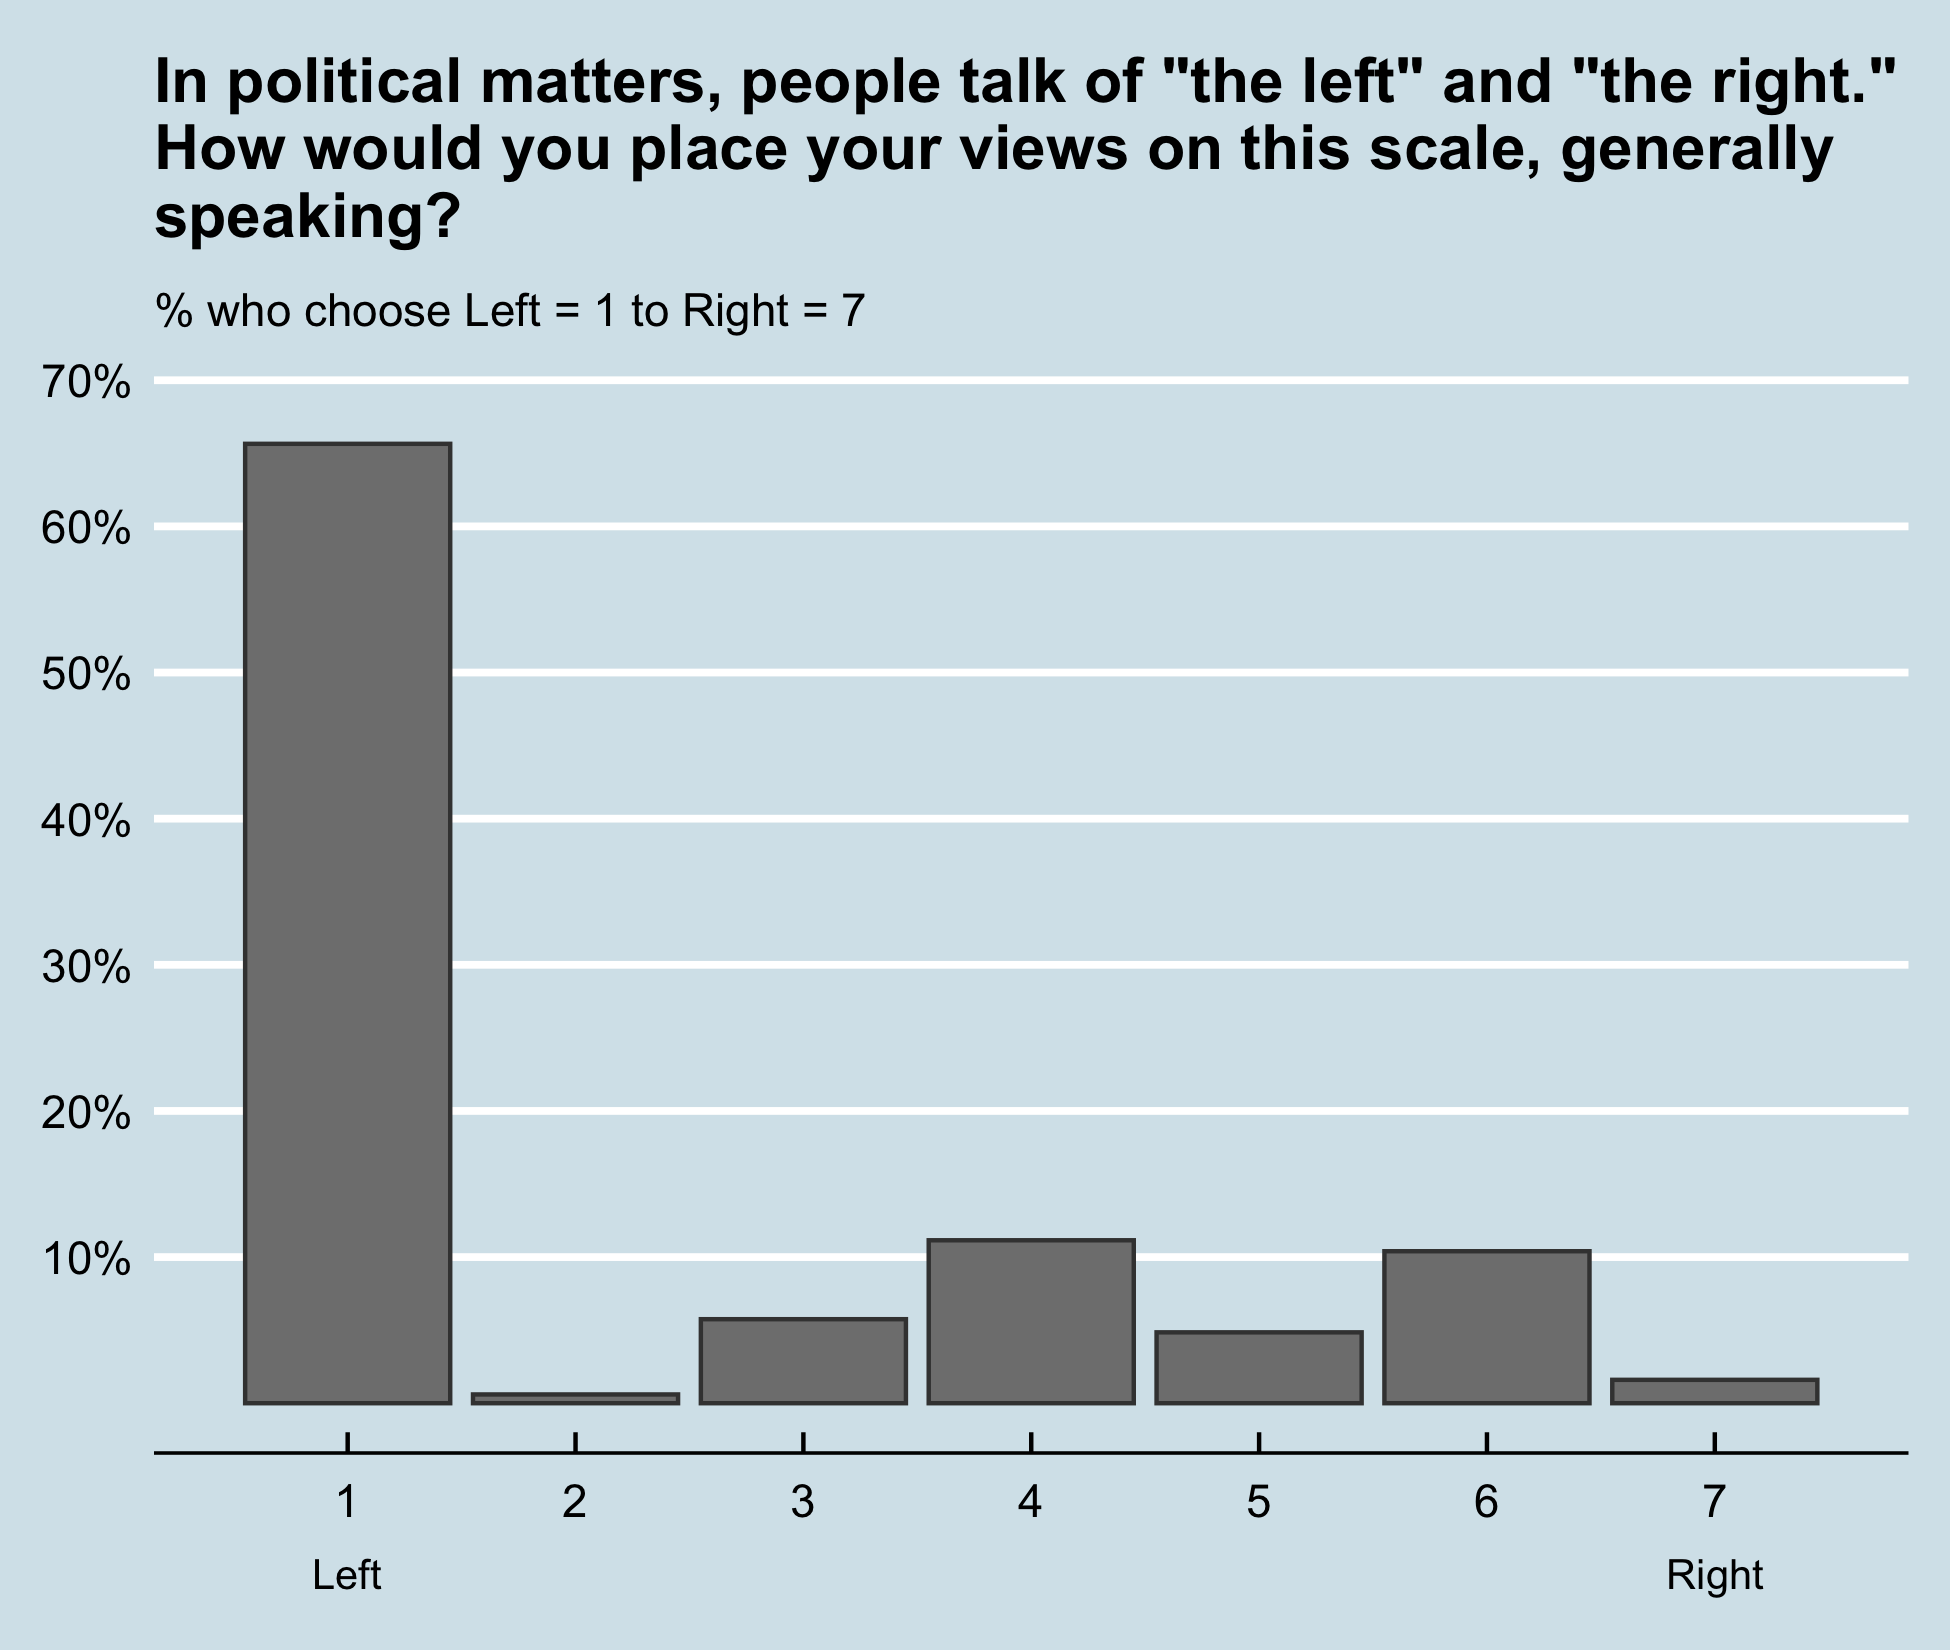 In political matters, people talk of "the left" and "the right."
How would you place your views on this scale, generally
speaking?
% who choose Left = 1 to Right = 7
70%
60%
50%
40%
30%
20%
10%
1 2 3 4 5 6 7
Left Right